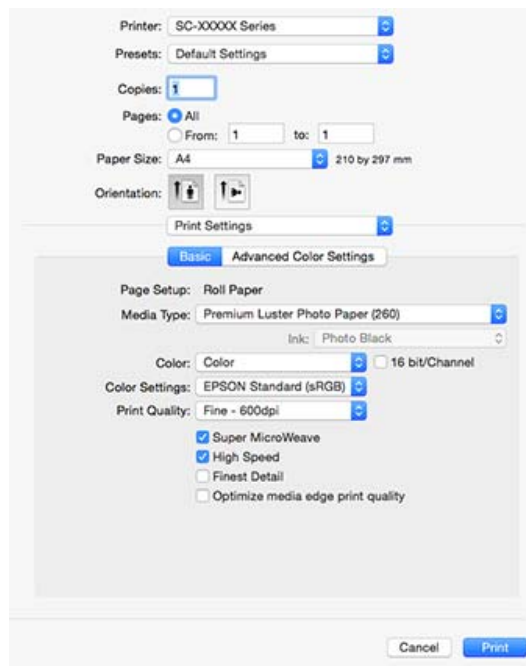 Printer: SC-XXXXX Series
Presets: Default Settings
Copies: 1
Pages: All
From: 1 to: 1
Paper Size: A4 210 by 297 mm
Orientation:
Print Settings
Basic Advanced Color Settings
Page Setup: Roll Paper
Media Type: Premium Luster Photo Paper (260)
Ink: Photo Black
Color: Color 16 bit/Channel
Color Settings: EPSON Standard (sRGB)
Print Quality: Fine - 600dpi
Super MicroWeave
High Speed
Finest Detail
Optimize media edge print quality
Cancel Print